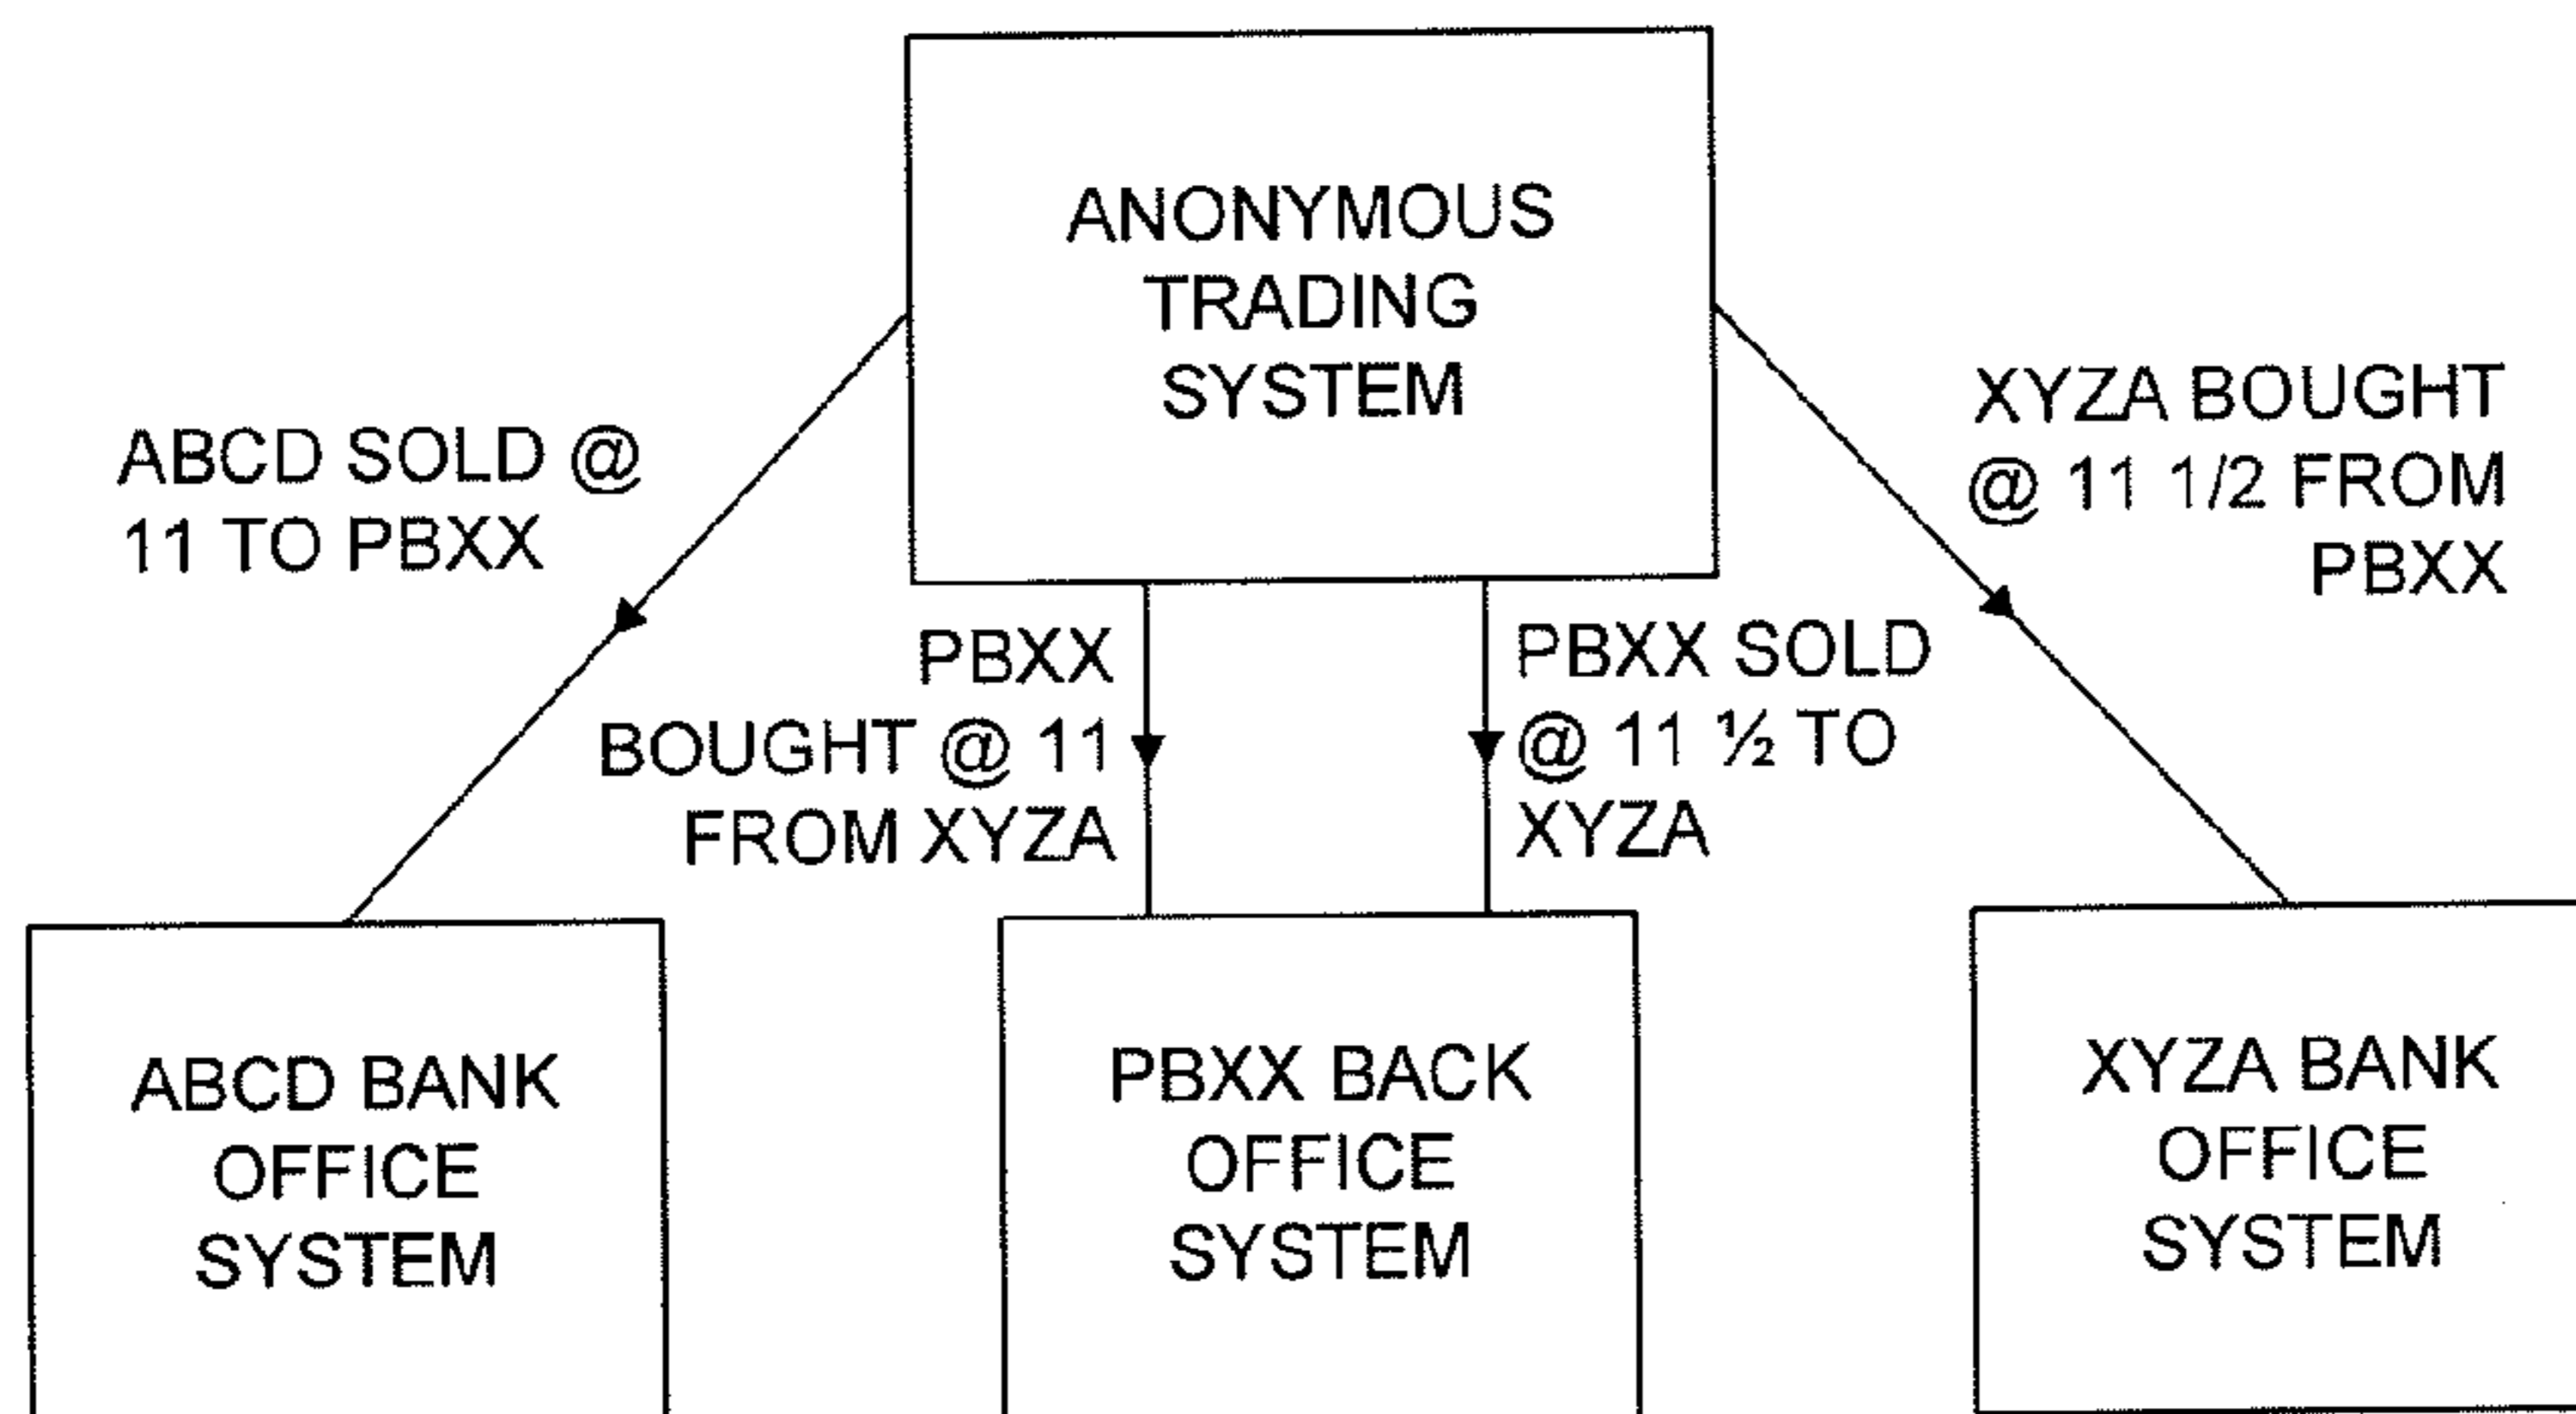 ANONYMOUS
TRADING
SYSTEM
ABCD SOLD @
11 TO PBXX
XYZA BOUGHT
@ 11 1/2 FROM
PBXX
PBXX
BOUGHT @ 11
FROM XYZA
PBXX SOLD
@ 11 ½ TO
XYZA
ABCD BANK
OFFICE
SYSTEM
PBXX BACK
OFFICE
SYSTEM
XYZA BANK
OFFICE
SYSTEM